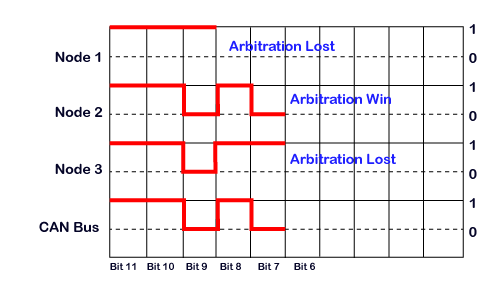 1
Arbitration Lost
Node 1 0
1
Arbitration Win
Node 2 0
1
Arbitration Lost
Node 3 0
1
CAN Bus 0
Bit 11 Bit 10 Bit 9 Bit 8 Bit 7 Bit 6